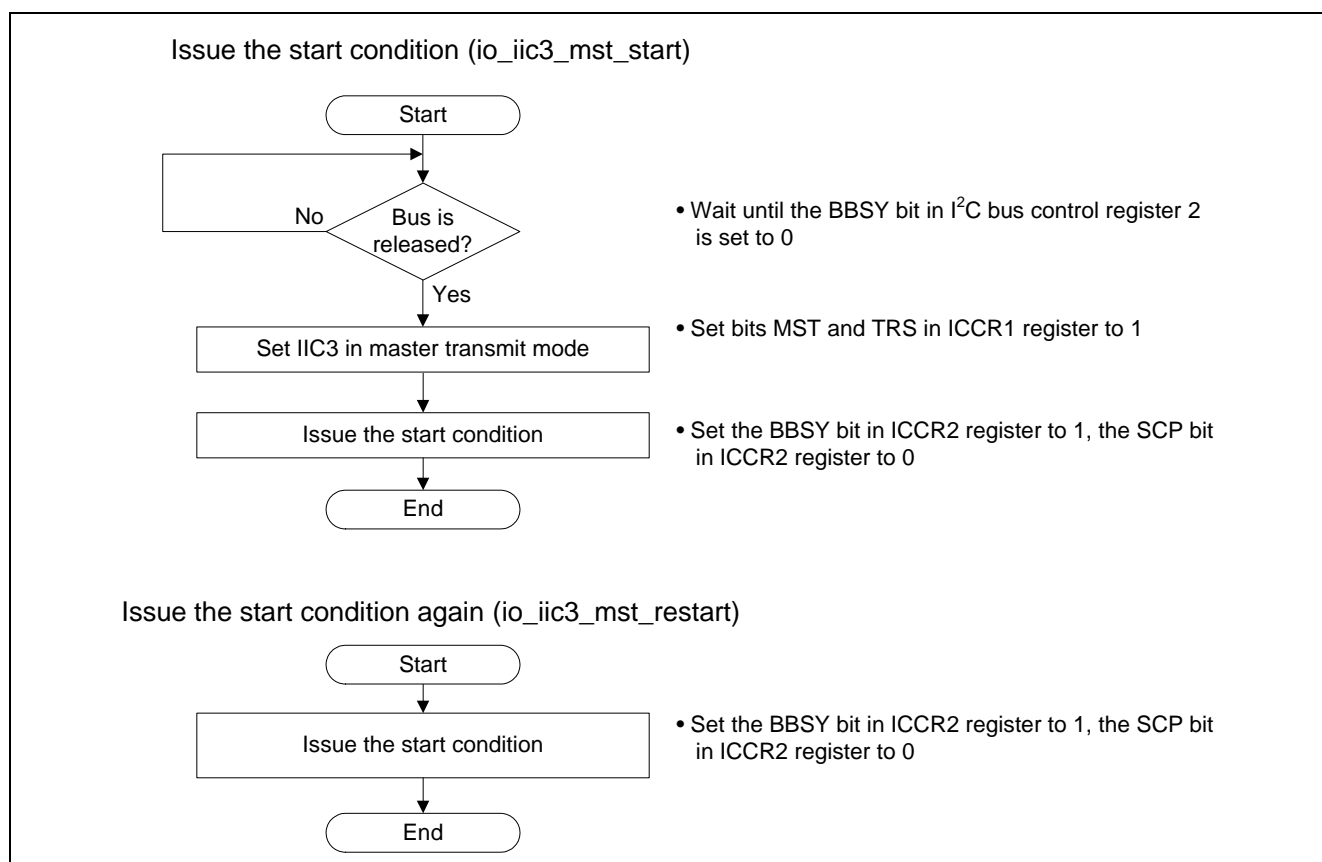 Issue the start condition (io_iic3_mst_start)
Start
No
Bus is
released?
• Wait until the BBSY bit in I²C bus control register 2
is set to 0
Yes
Set IIC3 in master transmit mode
• Set bits MST and TRS in ICCR1 register to 1
Issue the start condition
• Set the BBSY bit in ICCR2 register to 1, the SCP bit
in ICCR2 register to 0
End
Issue the start condition again (io_iic3_mst_restart)
Start
Issue the start condition
• Set the BBSY bit in ICCR2 register to 1, the SCP bit
in ICCR2 register to 0
End